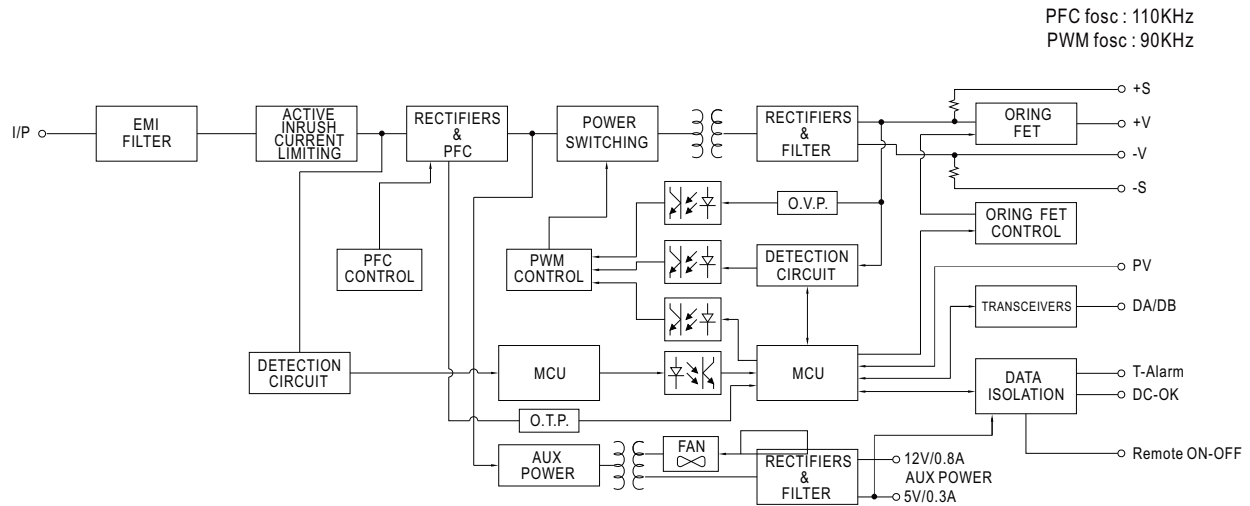 PFC fosc : 110KHz
PWM fosc : 90KHz
I/P
EMI
FILTER
ACTIVE
INRUSH
CURRENT
LIMITING
RECTIFIERS
&
PFC
POWER
SWITCHING
RECTIFIERS
&
FILTER
ORING
FET
+S
+V
-V
-S
O.V.P.
ORING FET
CONTROL
PFC
CONTROL
PWM
CONTROL
DETECTION
CIRCUIT
PV
TRANSCEIVERS
DA/DB
DETECTION
CIRCUIT
MCU
MCU
DATA
ISOLATION
T-Alarm
DC-OK
O.T.P.
Remote ON-OFF
AUX
POWER
FAN
RECTIFIERS
&
FILTER
12V/0.8A
AUX POWER
5V/0.3A